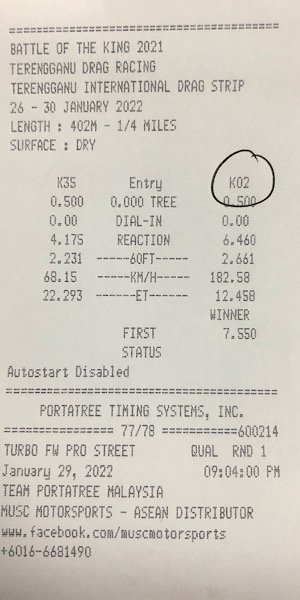 =====================================
BATTLE OF THE KING 2021
TERENGGANU DRAG RACING
TERENGGANU INTERNATIONAL DRAG STRIP
26 - 30 JANUARY 2022
LENGTH : 402M - 1/4 MILES
SURFACE : DRY
K35 Entry K02
0.500 0.000 TREE 0.500
0.00 DIAL-IN 0.00
4.175 REACTION 6.460
2.231 ------60FT------ 2.661
68.15 -----KM/H----- 182.58
22.293 ------ET------ 12.458
WINNER
FIRST 7.550
STATUS
Autostart Disabled
=====================================
PORTATREE TIMING SYSTEMS, INC.
=============== 77/78 ===========600214
TURBO FW PRO STREET QUAL RND 1
January 29, 2022 09:04:00 PM
TEAM PORTATREE MALAYSIA
MUSC MOTORSPORTS - ASEAN DISTRIBUTOR
www.facebook.com/muscmotorsports
+6016-6681490